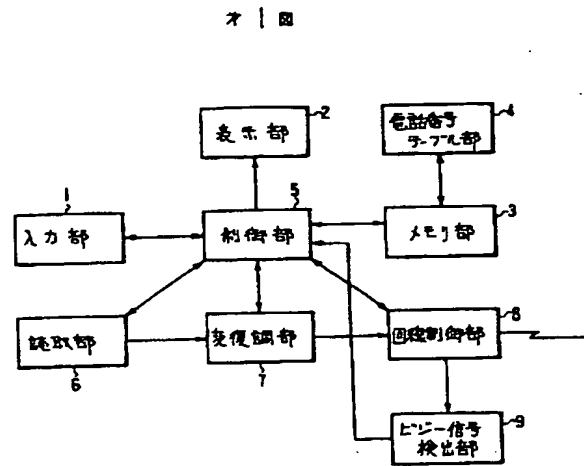 才1図
2
表示部
4
電話番号
テーブル部
1
入力部
5
制御部
3
メモリ部
読取部
6
変復調部
7
8
回線制御部
ビジー信号
検出部
9